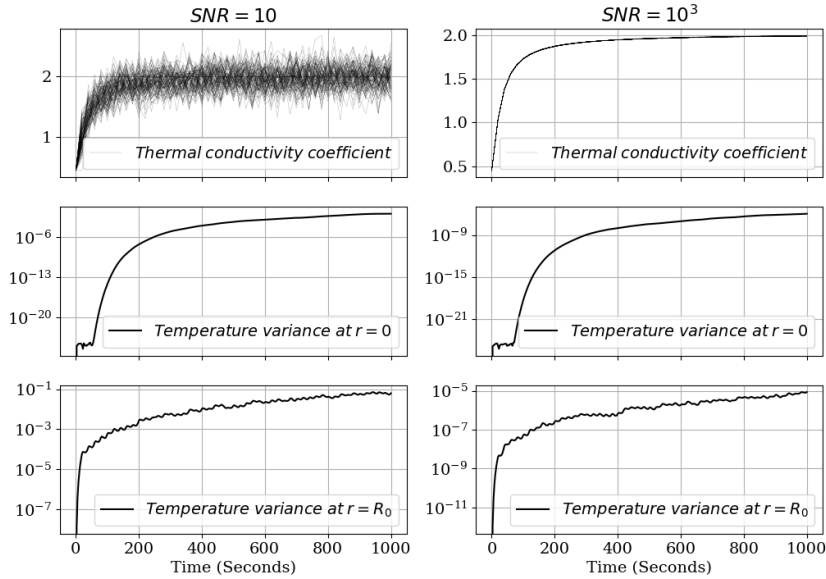 SNR = 10
SNR = 10³
2
1
Thermal conductivity coefficient
2.0
1.5
1.0
0.5
Thermal conductivity coefficient
10⁻⁶
10⁻¹³
10⁻²⁰
Temperature variance at r = 0
10⁻⁹
10⁻¹⁵
10⁻²¹
Temperature variance at r = 0
10⁻¹
10⁻³
10⁻⁵
10⁻⁷
Temperature variance at r = R₀
10⁻⁵
10⁻⁷
10⁻⁹
10⁻¹¹
Temperature variance at r = R₀
0 200 400 600 800 1000
Time (Seconds)
0 200 400 600 800 1000
Time (Seconds)